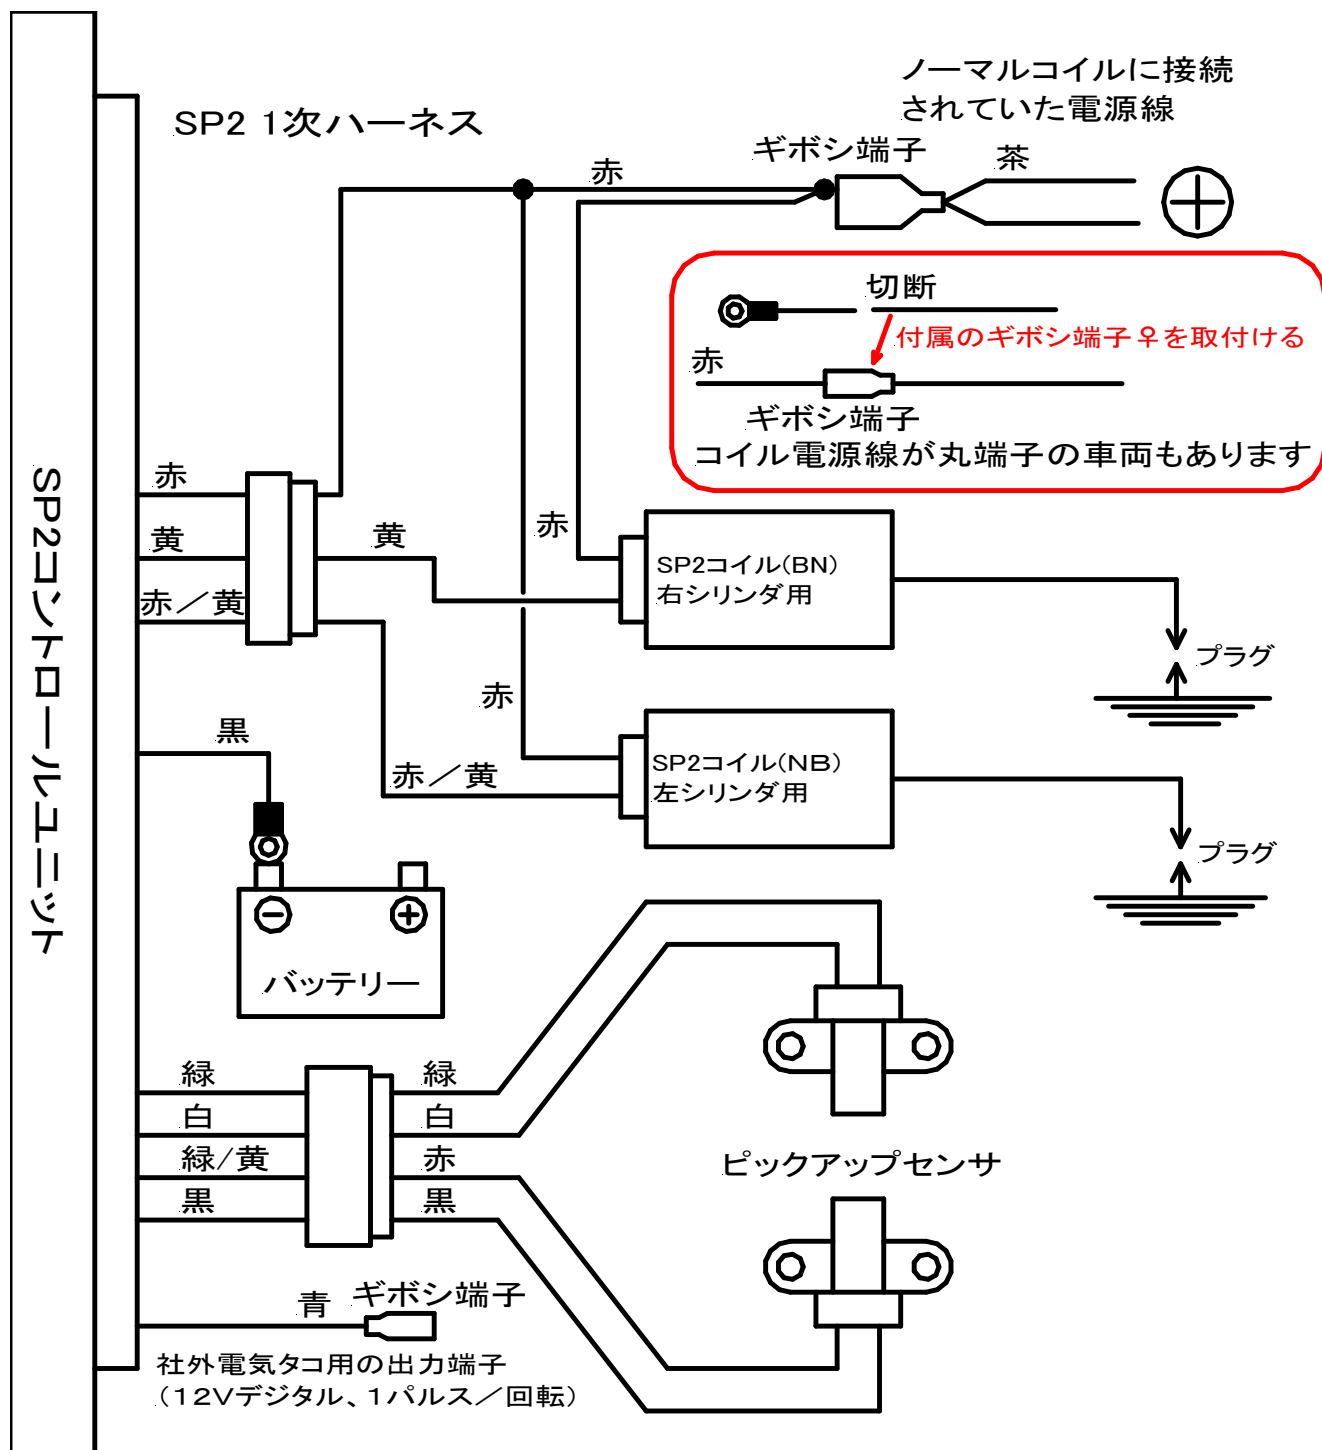 ノーマルコイルに接続
されていた電源線
SP2 1次ハーネス
ギボシ端子
茶
赤
切断
付属のギボシ端子♀を取付ける
赤
ギボシ端子
コイル電源線が丸端子の車両もあります
SP2コントロールユニット
赤
黄
赤／黄
黄
赤
SP2コイル(BN)
右シリンダ用
プラグ
赤
黒
赤／黄
SP2コイル(NB)
左シリンダ用
プラグ
バッテリー
緑
白
緑/黄
黒
緑
白
赤
黒
ピックアップセンサ
青
ギボシ端子
社外電気タコ用の出力端子
(12Vデジタル、1パルス／回転)